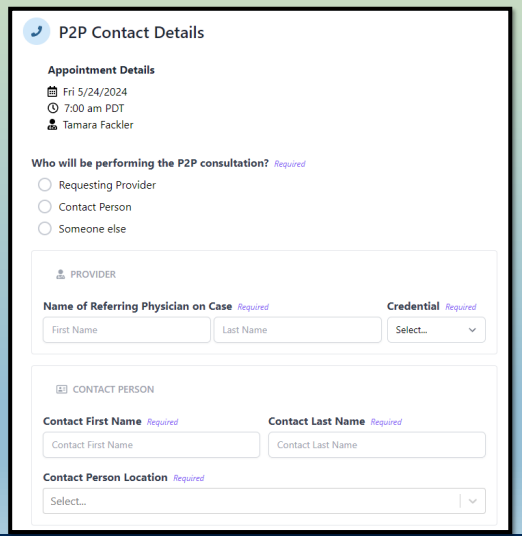 P2P Contact Details
Appointment Details
Fri 5/24/2024
7:00 am PDT
Tamara Fackler
Who will be performing the P2P consultation? Required
Requesting Provider
Contact Person
Someone else
PROVIDER
Name of Referring Physician on Case Required Credential Required
First Name Last Name Select...
CONTACT PERSON
Contact First Name Required Contact Last Name Required
Contact First Name Contact Last Name
Contact Person Location Required
Select...